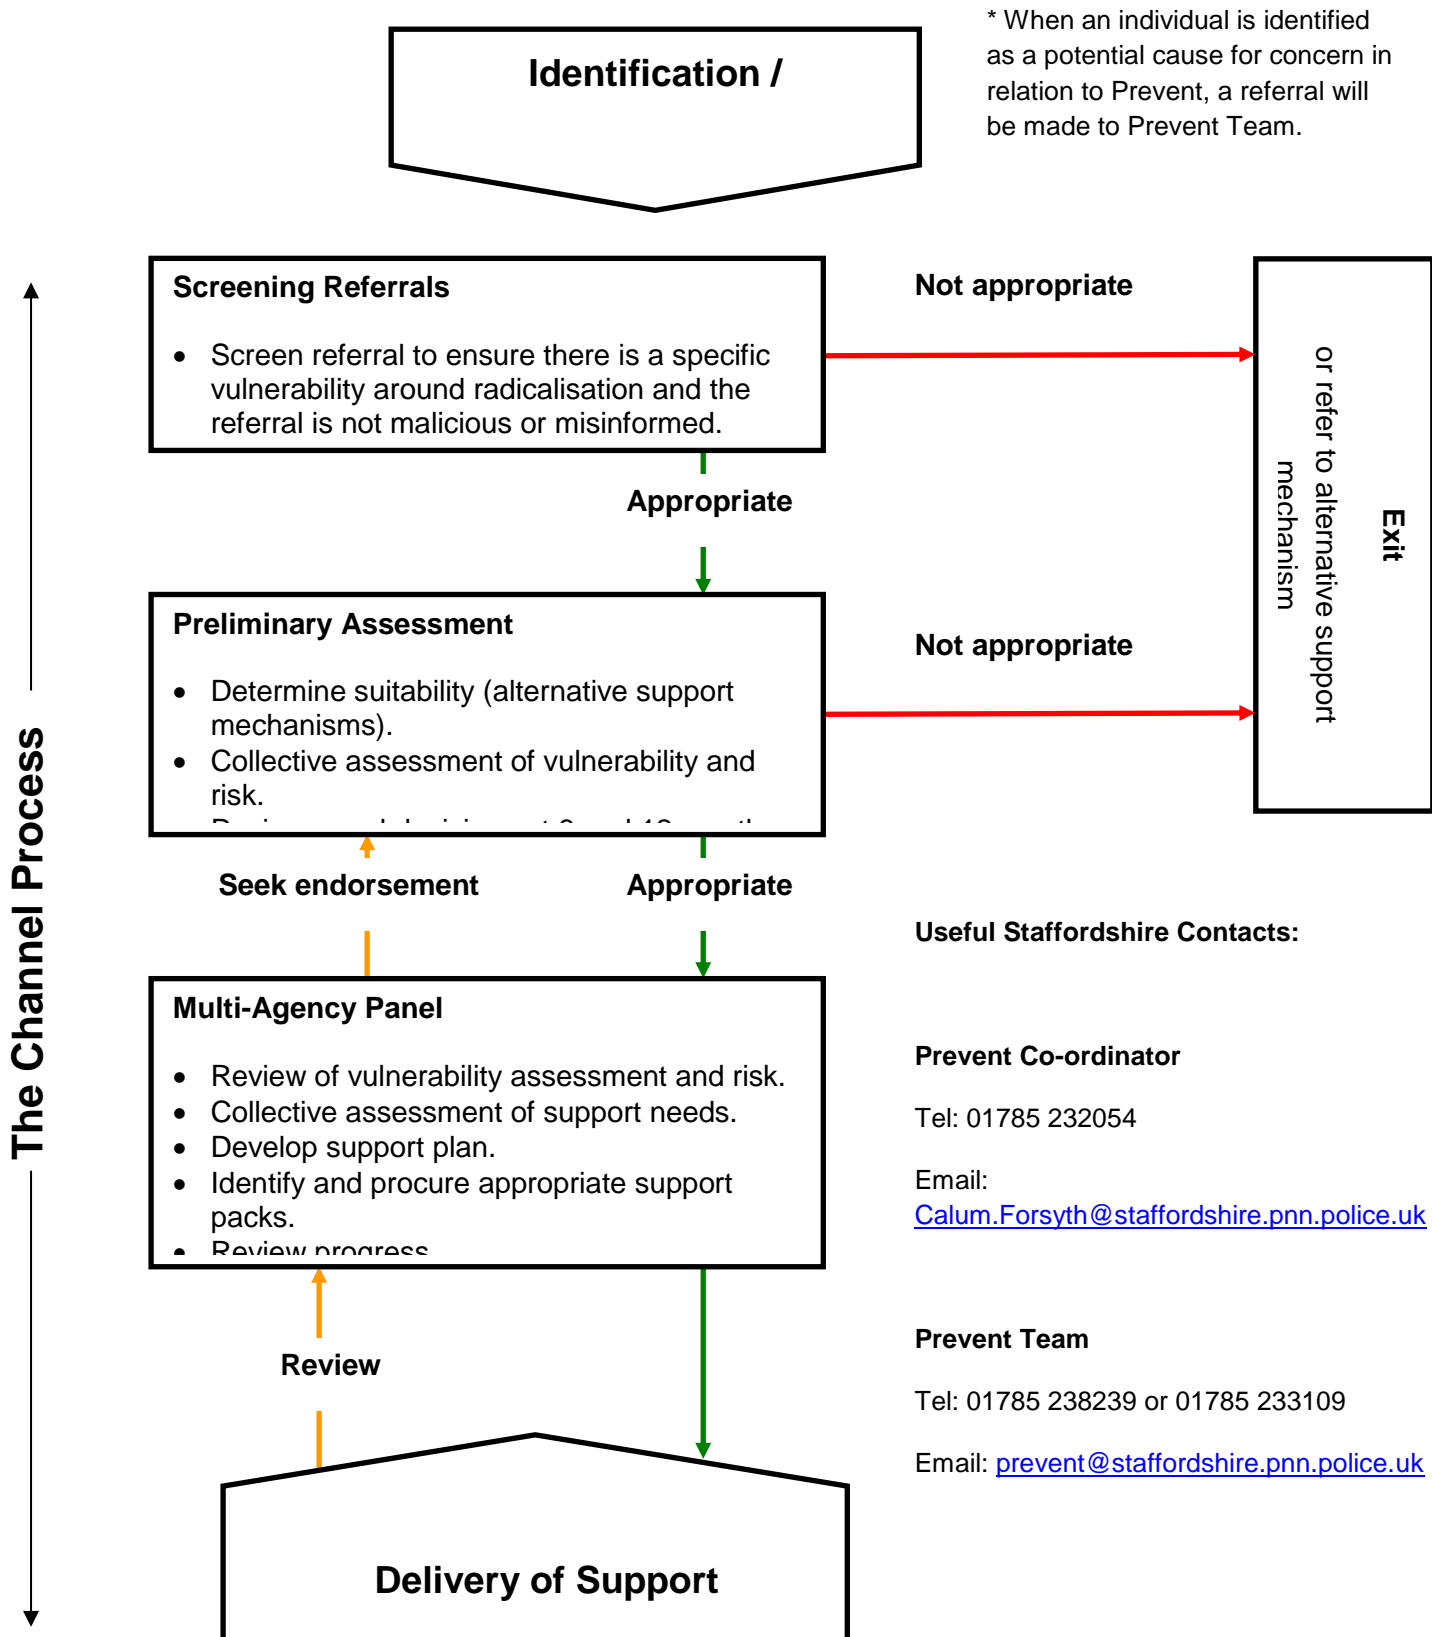 * When an individual is identified
as a potential cause for concern in
relation to Prevent, a referral will
be made to Prevent Team.
Identification /
The Channel Process
Screening Referrals
• Screen referral to ensure there is a specific
vulnerability around radicalisation and the
referral is not malicious or misinformed.
Not appropriate
Exit
or refer to alternative support
mechanism
Appropriate
Preliminary Assessment
• Determine suitability (alternative support
mechanisms).
• Collective assessment of vulnerability and
risk.
Not appropriate
Seek endorsement
Appropriate
Multi-Agency Panel
• Review of vulnerability assessment and risk.
• Collective assessment of support needs.
• Develop support plan.
• Identify and procure appropriate support
packs.
• Review progress
Review
Delivery of Support
Useful Staffordshire Contacts:
Prevent Co-ordinator
Tel: 01785 232054
Email:
Calum.Forsyth@staffordshire.pnn.police.uk
Prevent Team
Tel: 01785 238239 or 01785 233109
Email: prevent@staffordshire.pnn.police.uk